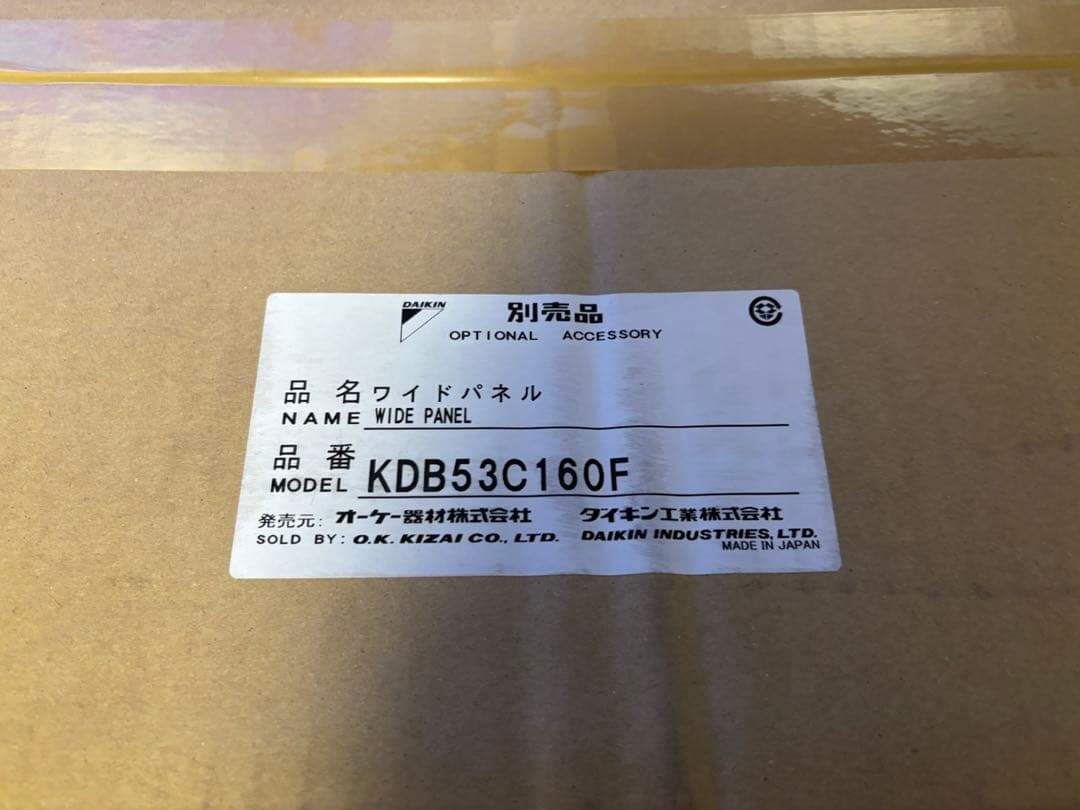 DAIKIN 別売品
OPTIONAL ACCESSORY
品名 ワイドパネル
NAME WIDE PANEL
品番 KDB53C160F
MODEL
発売元: オーケー器材株式会社 ダイキン工業株式会社
SOLD BY: O.K. KIZAI CO., LTD. DAIKIN INDUSTRIES, LTD.
MADE IN JAPAN